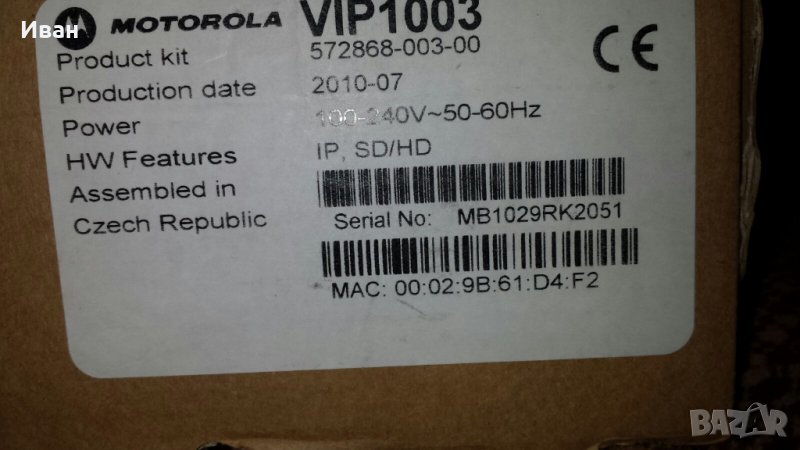 Иван
MOTOROLA VIP1003
Product kit 572868-003-00
Production date 2010-07
Power 100-240V~50-60Hz
HW Features IP, SD/HD
Assembled in
Czech Republic
Serial No: MB1029RK2051
MAC: 00:02:9B:61:D4:F2
CE
BAZAR